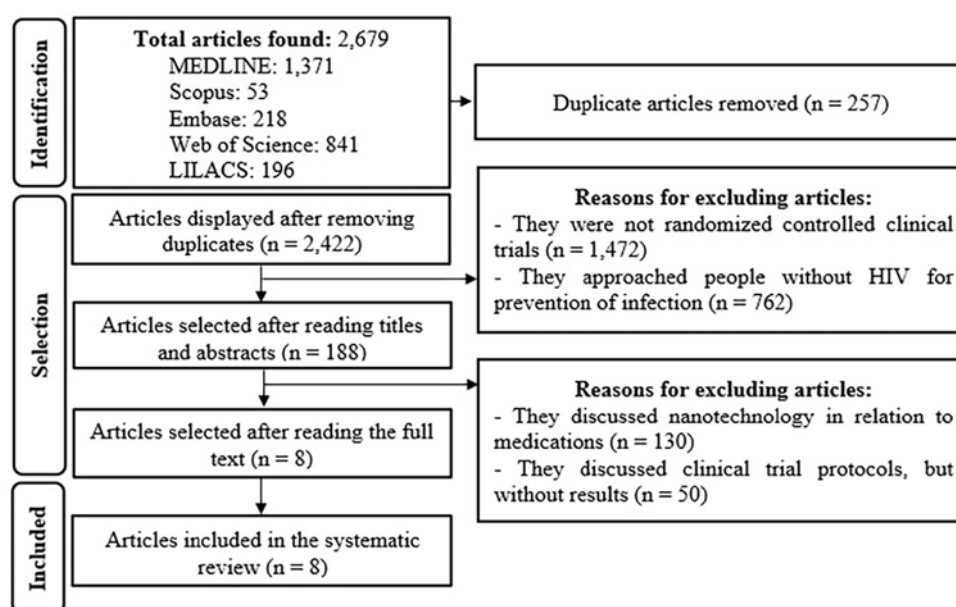 Identification
Total articles found: 2,679
MEDLINE: 1,371
Scopus: 53
Embase: 218
Web of Science: 841
LILACS: 196
Duplicate articles removed (n = 257)
Selection
Articles displayed after removing
duplicates (n = 2,422)
Reasons for excluding articles:
- They were not randomized controlled clinical
trials (n = 1,472)
- They approached people without HIV for
prevention of infection (n = 762)
Articles selected after reading titles
and abstracts (n = 188)
Reasons for excluding articles:
- They discussed nanotechnology in relation to
medications (n = 130)
- They discussed clinical trial protocols, but
without results (n = 50)
Articles selected after reading the full
text (n = 8)
Included
Articles included in the systematic
review (n = 8)